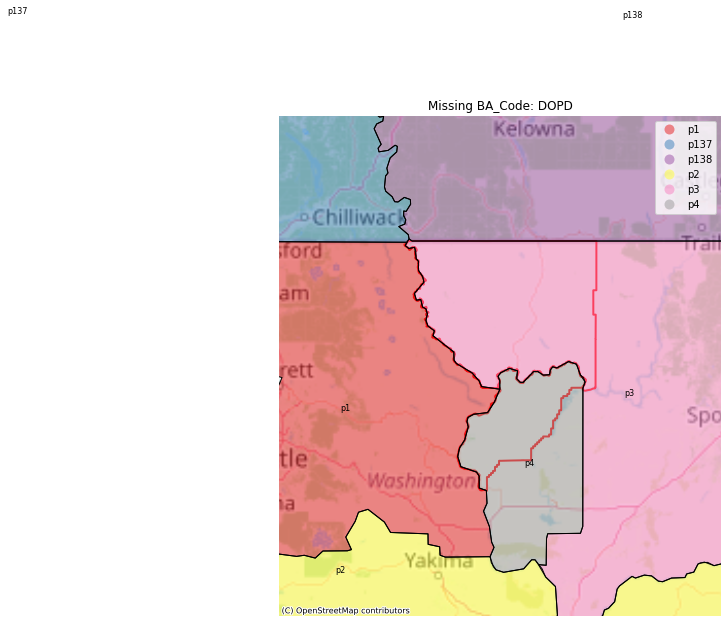 p137
p138
Missing BA_Code: DOPD
Kelowna
p1
p137
p138
p2
p3
p4
Chilliwack
Trail
sford
am
rett
p3
p1
Spo
tle
p4
Washington
na
Yakima
p2
(C) OpenStreetMap contributors